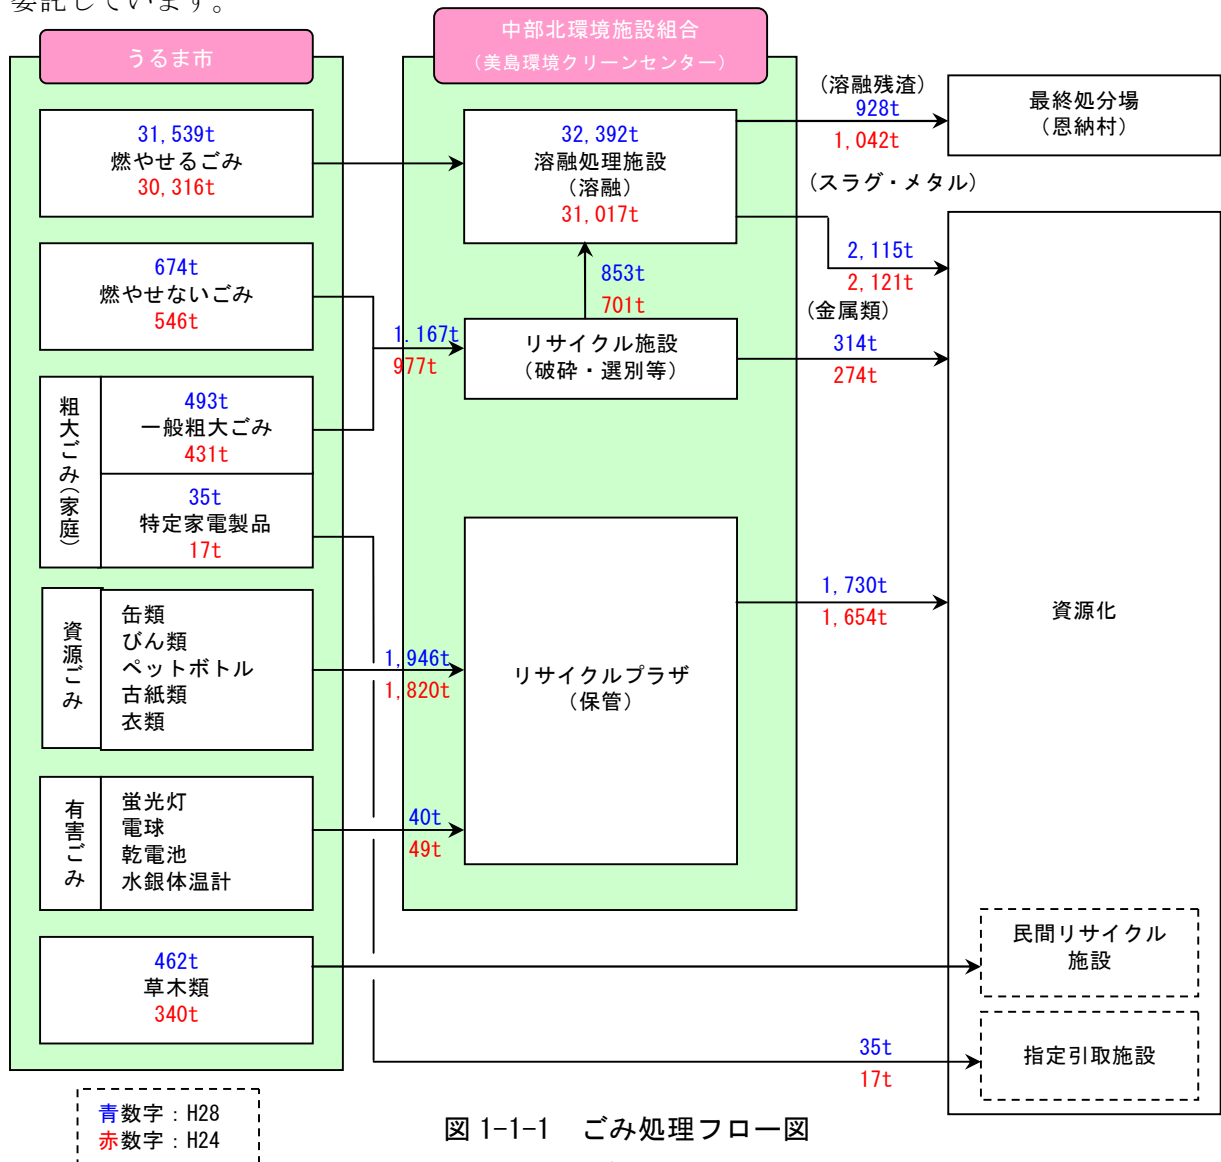 委託しています。
うるま市
中部北環境施設組合
（美島環境クリーンセンター）
31,539t
燃やせるごみ
30,316t
32,392t
溶融処理施設
（溶融）
31,017t
（溶融残渣）
928t
1,042t
最終処分場
（恩納村）
（スラグ・メタル）
2,115t
2,121t
674t
燃やせないごみ
546t
853t
701t
1.167t
977t
リサイクル施設
（破砕・選別等）
（金属類）
314t
274t
粗大ごみ（家庭）
493t
一般粗大ごみ
431t
35t
特定家電製品
17t
資源ごみ
缶類
びん類
ペットボトル
古紙類
衣類
1,946t
1,820t
リサイクルプラザ
（保管）
1,730t
1,654t
資源化
有害ごみ
蛍光灯
電球
乾電池
水銀体温計
40t
49t
462t
草木類
340t
民間リサイクル
施設
35t
17t
指定引取施設
青数字：H28
赤数字：H24
図 1-1-1　ごみ処理フロー図